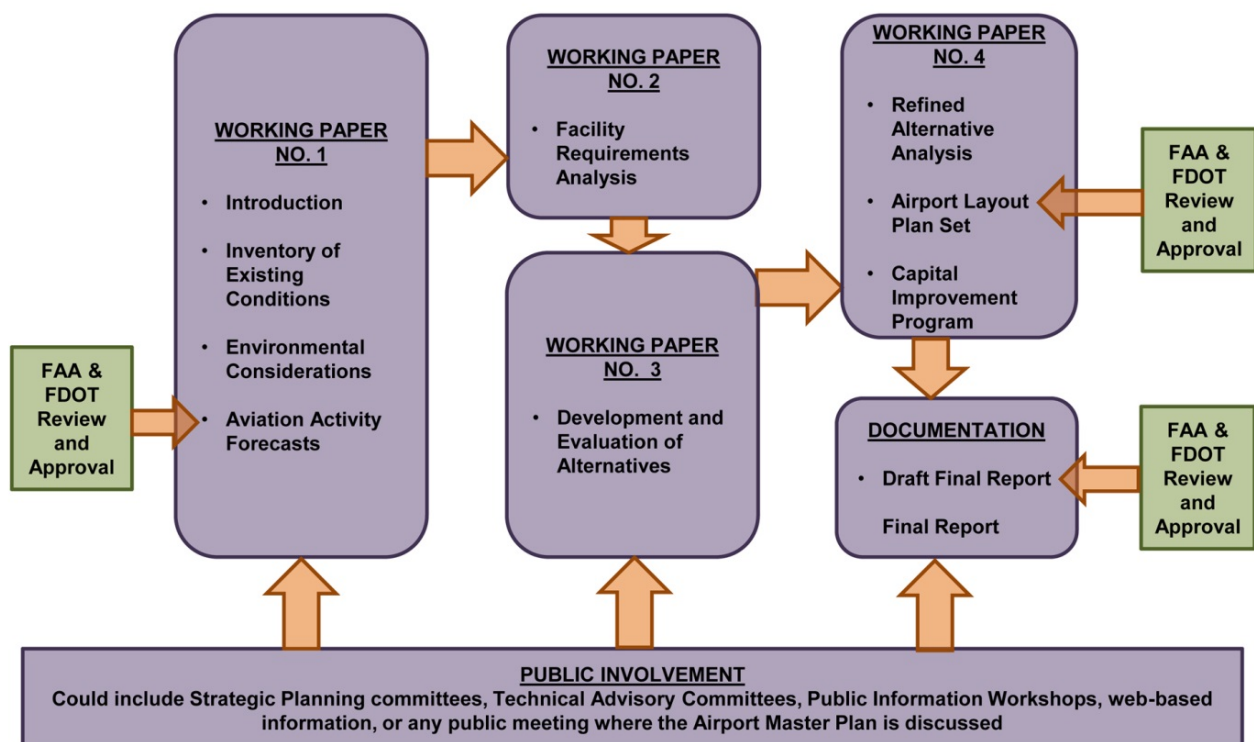 WORKING PAPER
NO. 1
• Introduction
• Inventory of
Existing
Conditions
• Environmental
Considerations
• Aviation Activity
Forecasts
FAA &
FDOT
Review
and
Approval
WORKING PAPER
NO. 2
• Facility
Requirements
Analysis
WORKING PAPER
NO. 3
• Development and
Evaluation of
Alternatives
WORKING PAPER
NO. 4
• Refined
Alternative
Analysis
• Airport Layout
Plan Set
• Capital
Improvement
Program
FAA &
FDOT
Review
and
Approval
DOCUMENTATION
• Draft Final Report
Final Report
FAA &
FDOT
Review
and
Approval
PUBLIC INVOLVEMENT
Could include Strategic Planning committees, Technical Advisory Committees, Public Information Workshops, web-based
information, or any public meeting where the Airport Master Plan is discussed